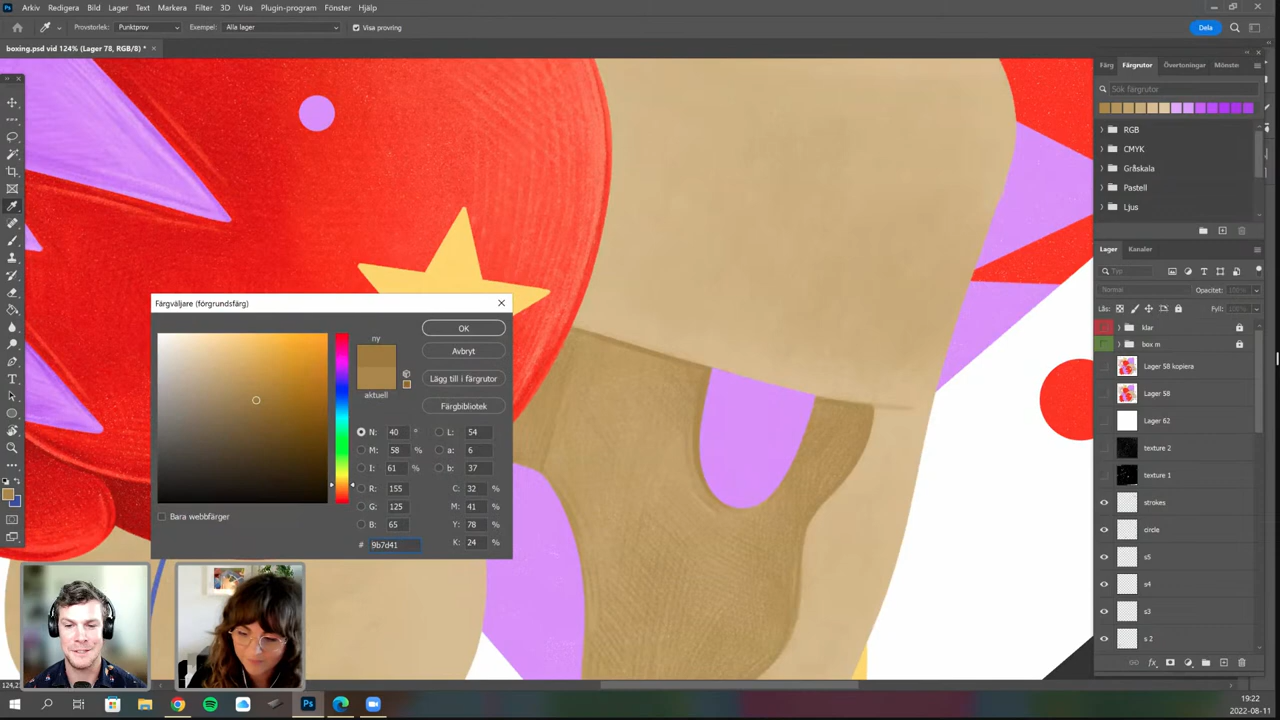 Arkiv Redigera Bild Lager Text Markera Filter 3D Visa Plugin-program Fönster Hjälp
Provstorlek: Punktprov Exempel: Alla lager Visa provring Dela
boxing.psd vid 124% (Lager 78, RGB/8) *
Färg Färgrutor Övertoningar Mönste
Sök färgrutor
RGB
CMYK
Gråskala
Pastell
Ljus
Lager Kanaler
Typ
Normal Opacitet:
Lås: Fyll:
klar
box m
Lager 58 kopiera
Lager 58
Lager 62
texture 2
texture 1
strokes
circle
s5
s4
s3
s 2
Färgväljare (förgrundsfärg)
ny
aktuell
OK
Avbryt
Lägg till i färgrutor
Färgbibliotek
N: 40 ° L: 54
M: 58 % a: 6
I: 61 % b: 37
R: 155 C: 32 %
G: 125 M: 41 %
B: 65 Y: 78 %
# 9b7d41 K: 24 %
Bara webbfärger
19:22
2022-08-11